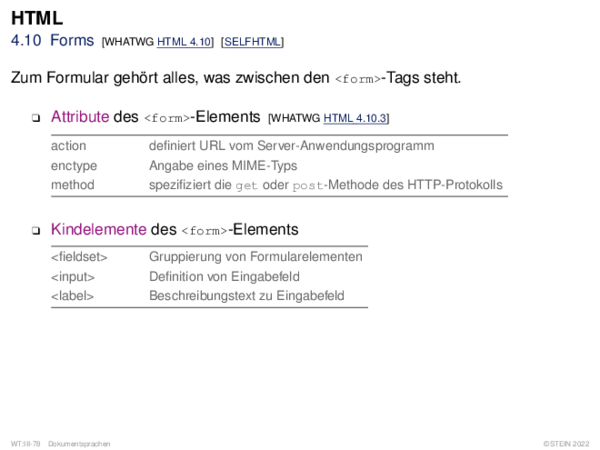 HTML
4.10 Forms [WHATWG HTML 4.10] [SELFHTML]
Zum Formular gehört alles, was zwischen den <form>-Tags steht.
❑ Attribute des <form>-Elements [WHATWG HTML 4.10.3]
action definiert URL vom Server-Anwendungsprogramm
enctype Angabe eines MIME-Typs
method spezifiziert die get oder post-Methode des HTTP-Protokolls
❑ Kindelemente des <form>-Elements
<fieldset> Gruppierung von Formularelementen
<input> Definition von Eingabefeld
<label> Beschreibungstext zu Eingabefeld
WT:III-78 Dokumentsprachen ©STEIN 2022